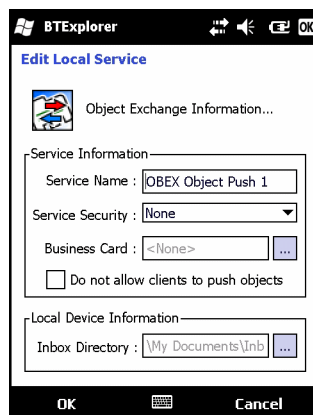 BTExplorer
OK
Edit Local Service
Object Exchange Information...
Service Information
Service Name : OBEX Object Push 1
Service Security : None
Business Card : <None> ...
Do not allow clients to push objects
Local Device Information
Inbox Directory : \My Documents\Inb ...
OK Cancel